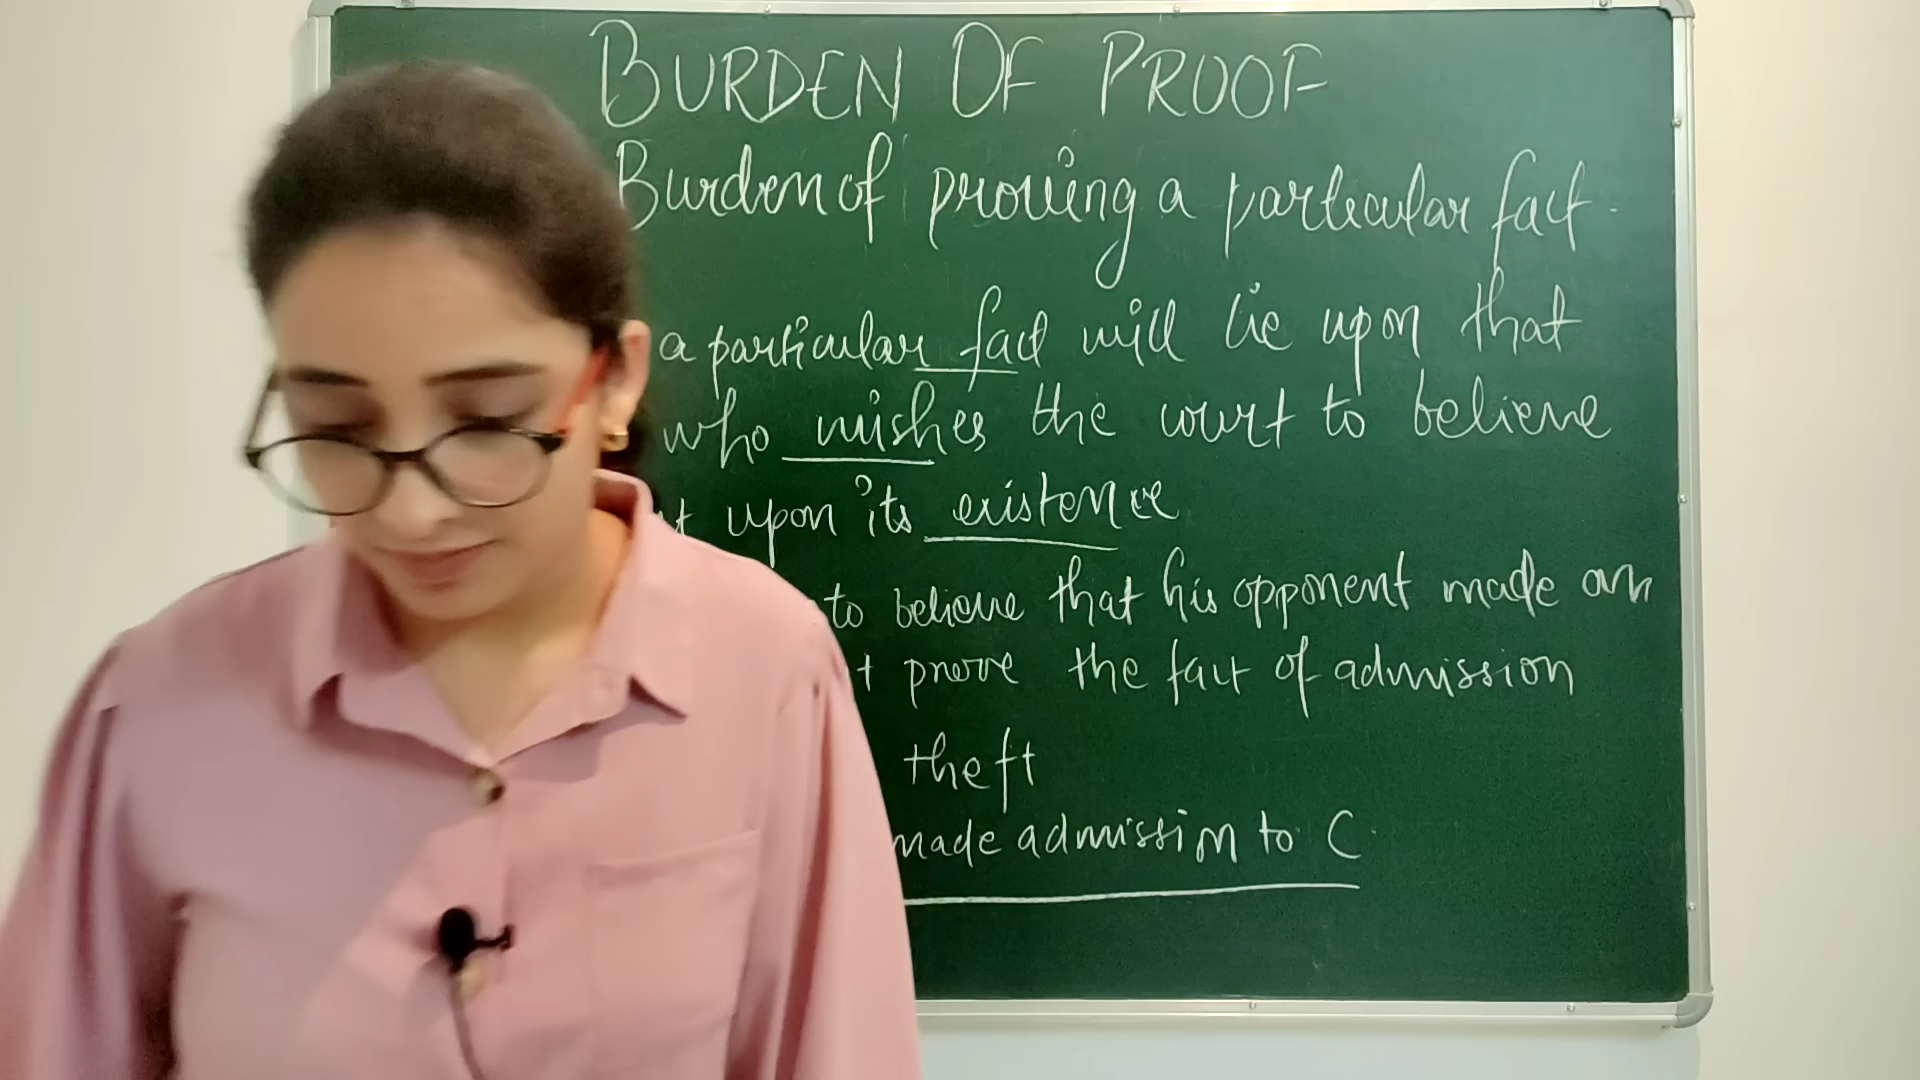 BURDEN OF PROOF
Burden of proving a particular fact.
a particular fact will lie upon that
who wishes the court to believe
upon its existence
to believe that his opponent made an
prove the fact of admission
theft
made admission to C